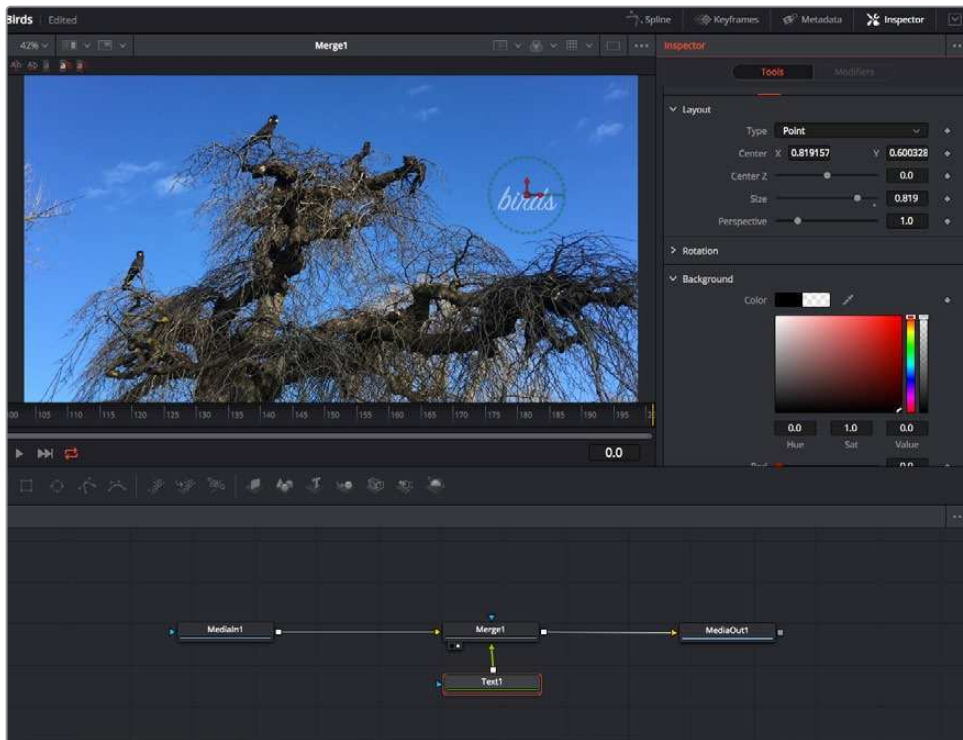 Birds Edited Spline Keyframes Metadata Inspector
42% Merge1 Inspector
Tools Modifiers
Layout
Type Point
Center X 0.819157 Y 0.600328
Center Z 0.0
Size 0.819
Perspective 1.0
Rotation
Background
Color
birds
105 110 115 120 125 130 135 140 145 150 155 160 165 170 175 180 185 190 195
0.0 1.0 0.0
Hue Sat Value
0.0
MediaIn1 Merge1 MediaOut1
Text1